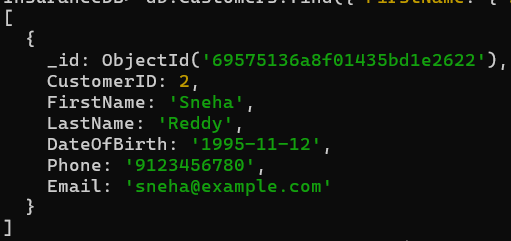 [
  {
    _id: ObjectId('69575136a8f01435bd1e2622'),
    CustomerID: 2,
    FirstName: 'Sneha',
    LastName: 'Reddy',
    DateOfBirth: '1995-11-12',
    Phone: '9123456780',
    Email: 'sneha@example.com'
  }
]